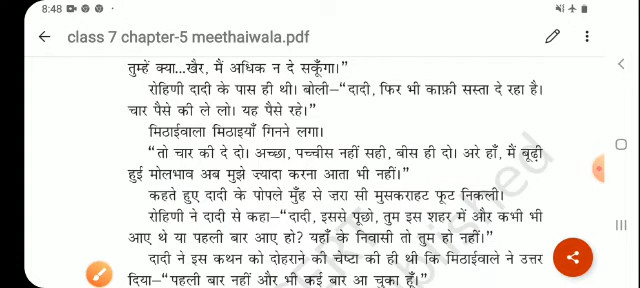 8:48
class 7 chapter-5 meethaiwala.pdf
तुम्हें क्या...खैर, मैं अधिक न दे सकूँगा।”
रोहिणी दादी के पास ही थी। बोली–“दादी, फिर भी काफ़ी सस्ता दे रहा है।
चार पैसे की ले लो। यह पैसे रहे।”
मिठाईवाला मिठाइयाँ गिनने लगा।
“तो चार की दे दो। अच्छा, पच्चीस नहीं सही, बीस ही दो। अरे हाँ, मैं बूढ़ी
हुई मोलभाव अब मुझे ज़्यादा करना आता भी नहीं।”
कहते हुए दादी के पोपले मुँह से ज़रा सी मुसकराहट फूट निकली।
रोहिणी ने दादी से कहा–“दादी, इससे पूछो, तुम इस शहर में और कभी भी
आए थे या पहली बार आए हो? यहाँ के निवासी तो तुम हो नहीं।”
दादी ने इस कथन को दोहराने की चेष्टा की ही थी कि मिठाईवाले ने उत्तर
दिया–“पहली बार नहीं और भी कई बार आ चुका हूँ।”